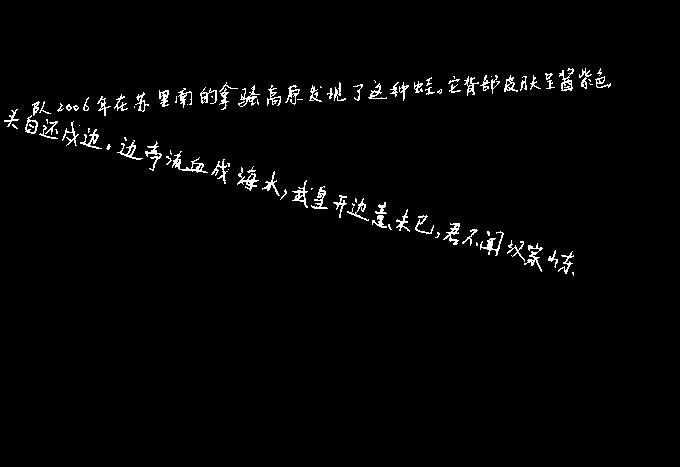 队2006年在苏里南的拿骚高原发现了这种蛙。它背部皮肤呈酱紫色
头白还戍边。边亭流血成海水,武皇开边意未已,君不闻汉家山东